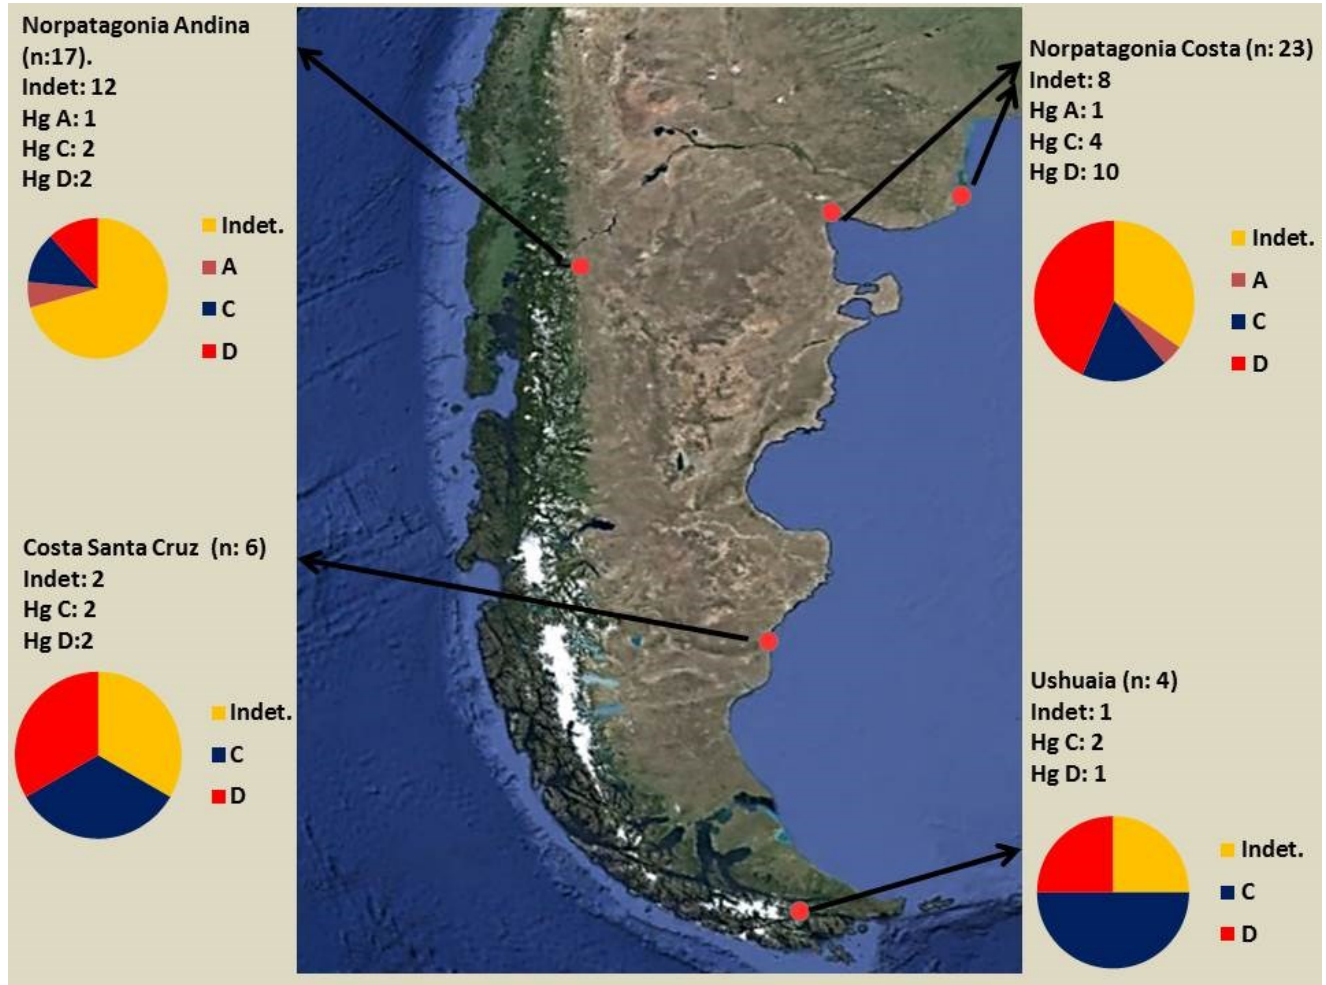 Norpatagonia Andina
(n:17).
Indet: 12
Hg A: 1
Hg C: 2
Hg D:2
Indet.
A
C
D
Norpatagonia Costa (n: 23)
Indet: 8
Hg A: 1
Hg C: 4
Hg D: 10
Indet.
A
C
D
Costa Santa Cruz (n: 6)
Indet: 2
Hg C: 2
Hg D:2
Indet.
C
D
Ushuaia (n: 4)
Indet: 1
Hg C: 2
Hg D: 1
Indet.
C
D